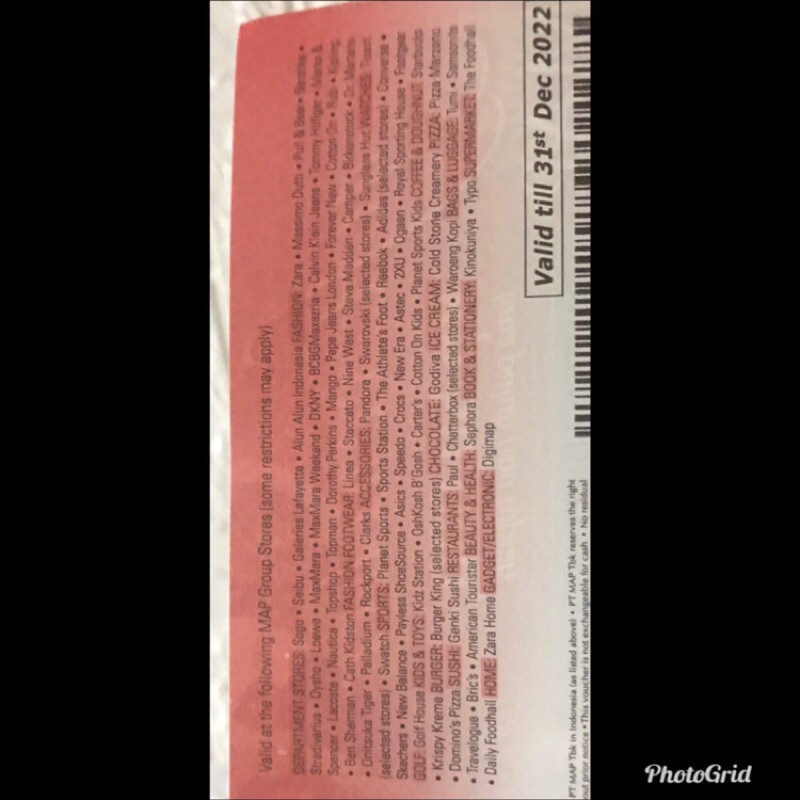 Valid at the following MAP Group Stores (some restrictions may apply)
DEPARTMENT STORES: Sogo • Seibu • Galeries Lafayette • Alun Alun Indonesia FASHION: Zara • Massimo Dutti • Pull & Bear • Bershka •
Stradivarius • Oysho • Loewe • MaxMara • MaxMara Weekend • DKNY • BCBGMaxazria • Calvin Klein Jeans • Tommy Hilfiger • Marks &
Spencer • Lacoste • Nautica • Topshop • Topman • Dorothy Perkins • Mango • Pepe Jeans London • Forever New • Cotton On • Rubi • Kipling
• Ben Sherman • Cath Kidston FASHION FOOTWEAR: Linea • Staccato • Nine West • Steve Madden • Camper • Birkenstock • Dr. Martens
• Onitsuka Tiger • Palladium • Rockport • Clarks ACCESSORIES: Pandora • Swarovski (selected stores) • Sunglass Hut WATCHES: Tissot
(selected stores) • Swatch SPORTS: Planet Sports • Sports Station • The Athlete's Foot • Reebok • Adidas (selected stores) • Converse •
Skechers • New Balance • Payless ShoeSource • Asics • Speedo • Crocs • New Era • Astec • 2XU • Ogaan • Royal Sporting House • Footgear
GOLF: Golf House KIDS & TOYS: Kidz Station • OshKosh B'Gosh • Carter's • Cotton On Kids • Planet Sports Kids COFFEE & DOUGHNUT: Starbucks
• Krispy Kreme BURGER: Burger King (selected stores) CHOCOLATE: Godiva ICE CREAM: Cold Stone Creamery PIZZA: Pizza Marzano
• Domino's Pizza SUSHI: Genki Sushi RESTAURANTS: Paul • Chatterbox (selected stores) • Waroeng Kopi BAGS & LUGGAGE: Tumi • Samsonite
• Travelogue • Bric's • American Tourister BEAUTY & HEALTH: Sephora BOOK & STATIONERY: Kinokuniya • Typo SUPERMARKET: The Foodhall
• Daily Foodhall HOME: Zara Home GADGET/ELECTRONIC: Digimap
Valid till 31st Dec 2022
PT MAP Tbk in Indonesia (as listed above) • PT MAP Tbk reserves the right
out prior notice • This voucher is not exchangeable for cash • No residual
PhotoGrid